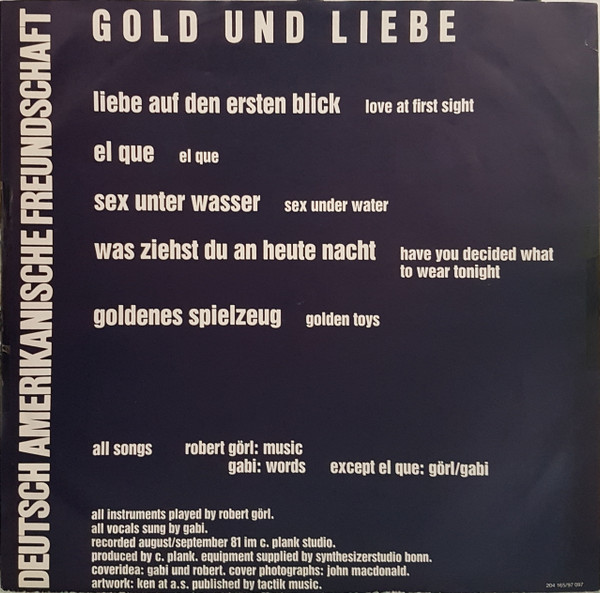 GOLD UND LIEBE
DEUTSCH AMERIKANISCHE FREUNDSCHAFT
liebe auf den ersten blick love at first sight
el que el que
sex unter wasser sex under water
was ziehst du an heute nacht have you decided what
to wear tonight
goldenes spielzeug golden toys
all songs robert görl: music
gabi: words except el que: görl/gabi
all instruments played by robert görl.
all vocals sung by gabi.
recorded august/september 81 im c. plank studio.
produced by c. plank. equipment supplied by synthesizerstudio bonn.
coveridea: gabi und robert. cover photographs: john macdonald.
artwork: ken at a.s. published by tactik music.
204 165/97 097